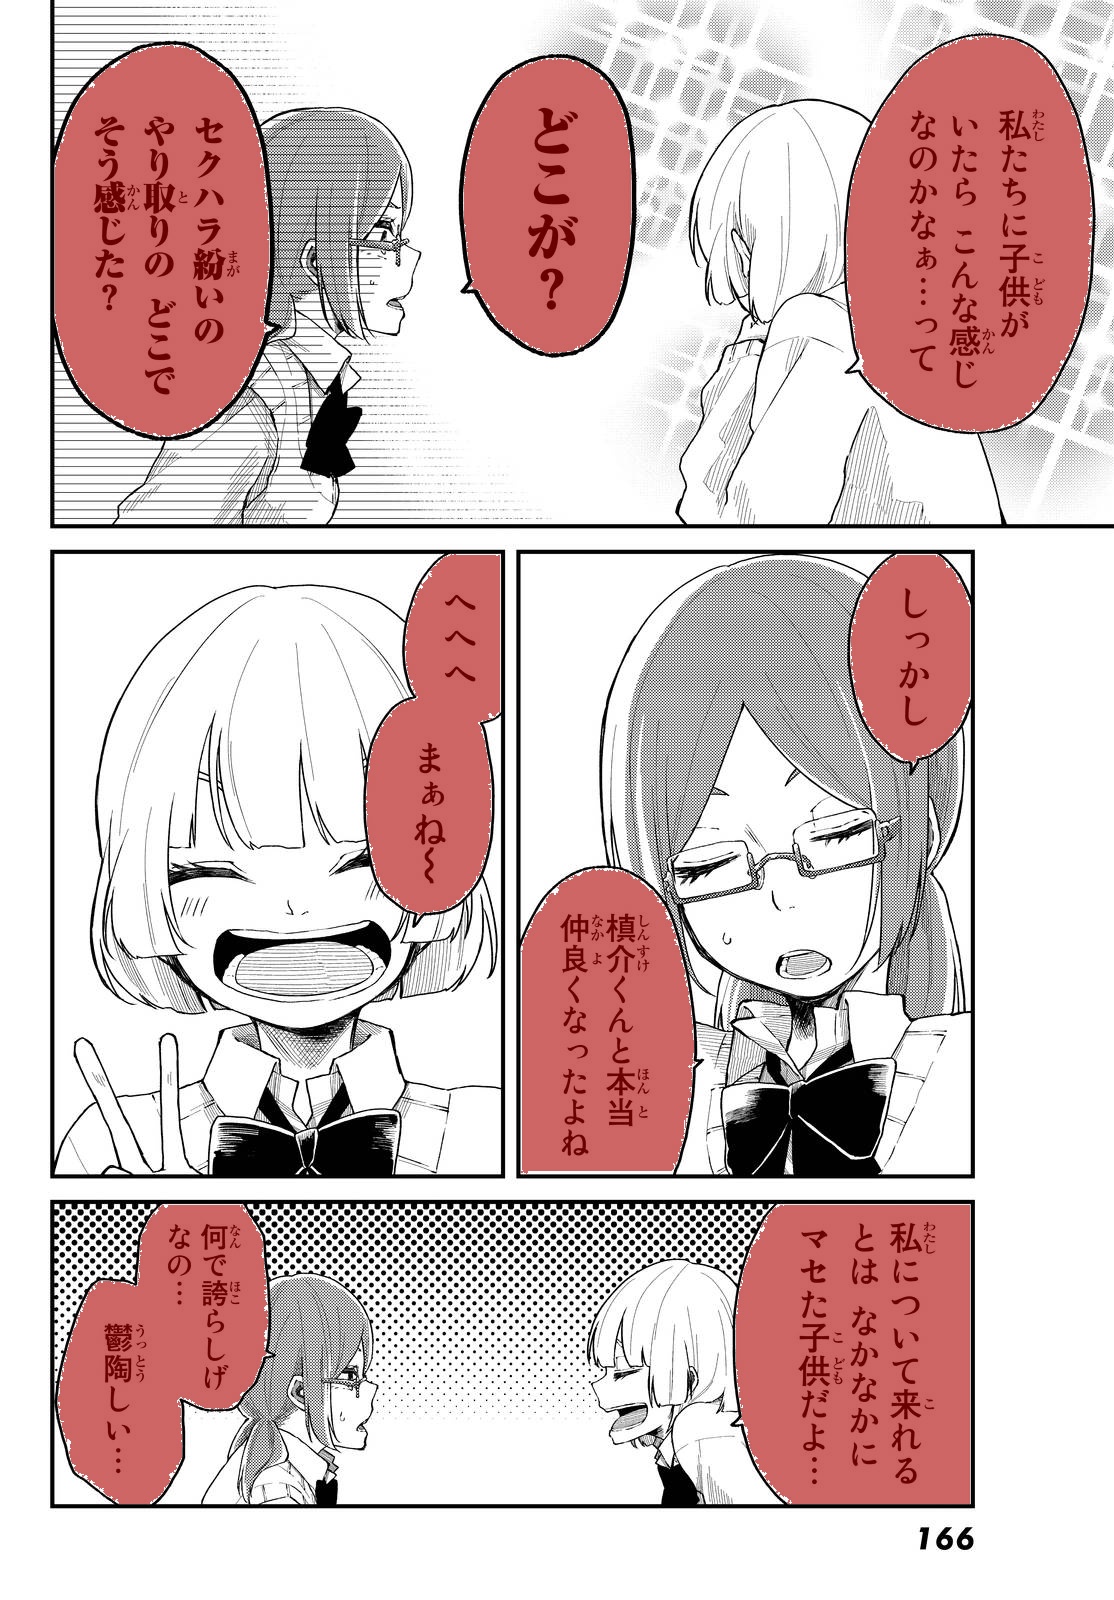 私たちに子供が
いたら こんな感じ
なのかなぁ…って
どこが?
セクハラ紛いの
やり取りの どこで
そう感じた?
しっかし
槙介くんと本当
仲良くなったよね
へへへ
まぁね〜
私について来れる
とは なかなかに
マセた子供だよ…
何で誇らしげ
なの…
鬱陶しい…
166